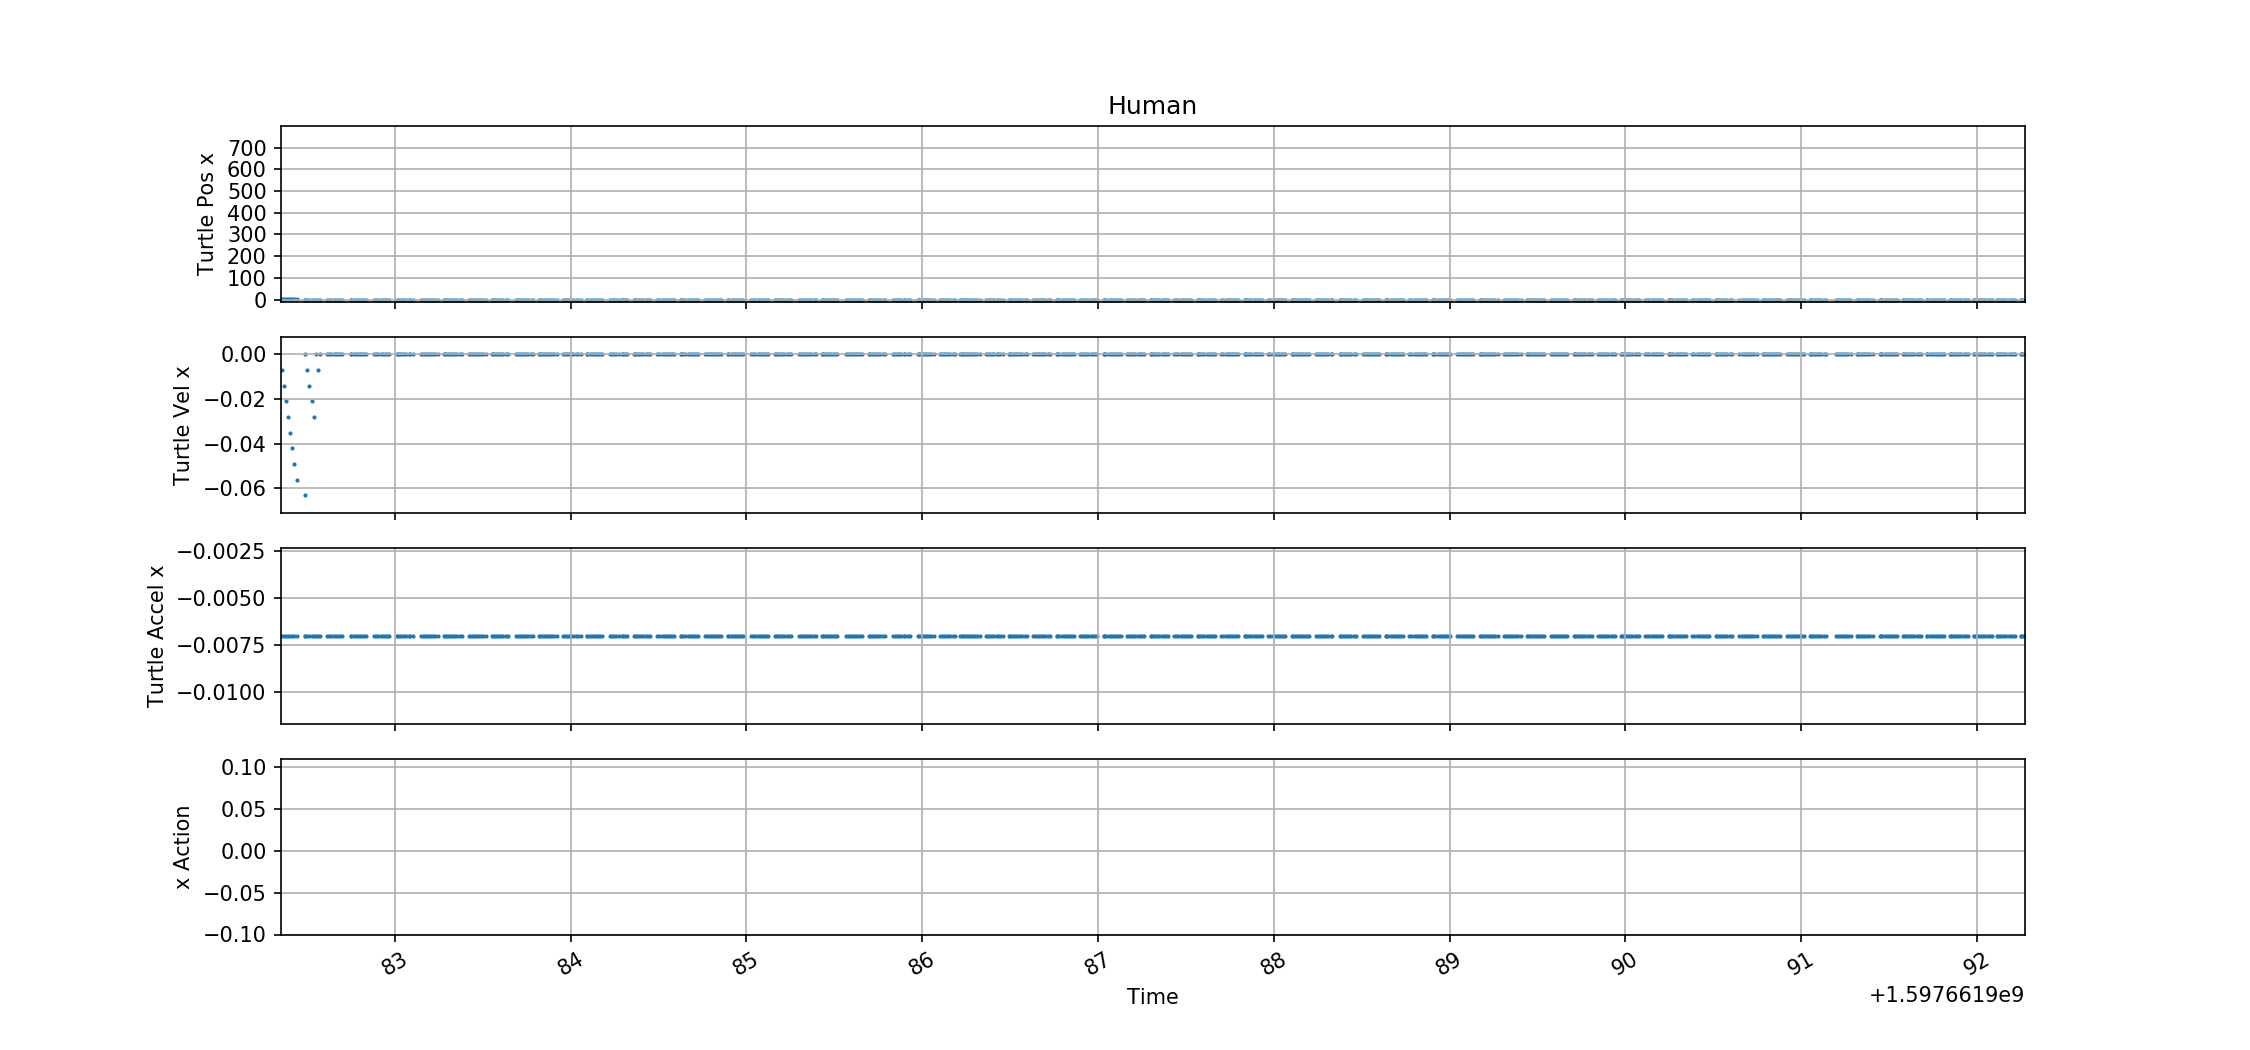 Human
Turtle Pos x
700
600
500
400
300
200
100
0
Turtle Vel x
0.00
−0.02
−0.04
−0.06
Turtle Accel x
−0.0025
−0.0050
−0.0075
−0.0100
x Action
0.10
0.05
0.00
−0.05
−0.10
83 84 85 86 87 88 89 90 91 92
Time
+1.5976619e9